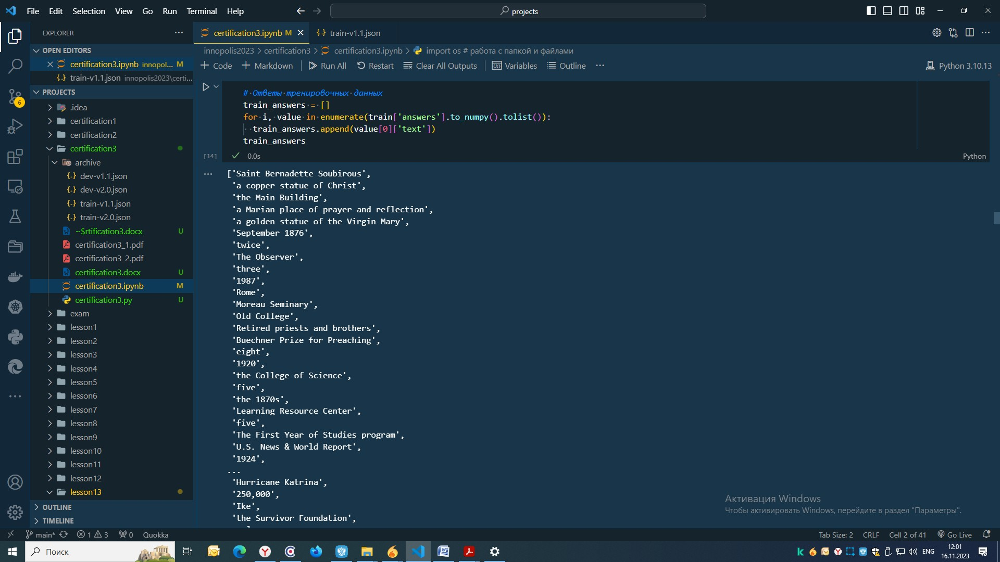 File Edit Selection View Go Run Terminal Help
projects
EXPLORER
OPEN EDITORS
certification3.ipynb innopol... M
train-v1.1.json innopolis2023\certi...
PROJECTS
.idea
certification1
certification2
certification3
archive
dev-v1.1.json
dev-v2.0.json
train-v1.1.json
train-v2.0.json
~$rtification3.docx U
certification3_1.pdf
certification3_2.pdf
certification3.docx U
certification3.ipynb M
certification3.py U
exam
lesson1
lesson2
lesson3
lesson4
lesson5
lesson6
lesson7
lesson8
lesson9
lesson10
lesson11
lesson12
lesson13
OUTLINE
TIMELINE
6
certification3.ipynb M
train-v1.1.json
innopolis2023 > certification3 > certification3.ipynb > import os # работа с папкой и файлами
Code Markdown Run All Restart Clear All Outputs Variables Outline ... Python 3.10.13
# Ответы тренировочных данных
train_answers = []
for i, value in enumerate(train['answers'].to_numpy().tolist()):
train_answers.append(value[0]['text'])
train_answers
[14] 0.0s Python
['Saint Bernadette Soubirous',
'a copper statue of Christ',
'the Main Building',
'a Marian place of prayer and reflection',
'a golden statue of the Virgin Mary',
'September 1876',
'twice',
'The Observer',
'three',
'1987',
'Rome',
'Moreau Seminary',
'Old College',
'Retired priests and brothers',
'Buechner Prize for Preaching',
'eight',
'1920',
'the College of Science',
'five',
'the 1870s',
'Learning Resource Center',
'five',
'The First Year of Studies program',
'U.S. News & World Report',
'1924',
...
'Hurricane Katrina',
'250,000',
'Ike',
'the Survivor Foundation',
Активация Windows
Чтобы активировать Windows, перейдите в раздел "Параметры".
main* 1 3 0 Quokka Tab Size: 2 CRLF Cell 2 of 41 Go Live
Поиск ENG 12:01
16.11.2023